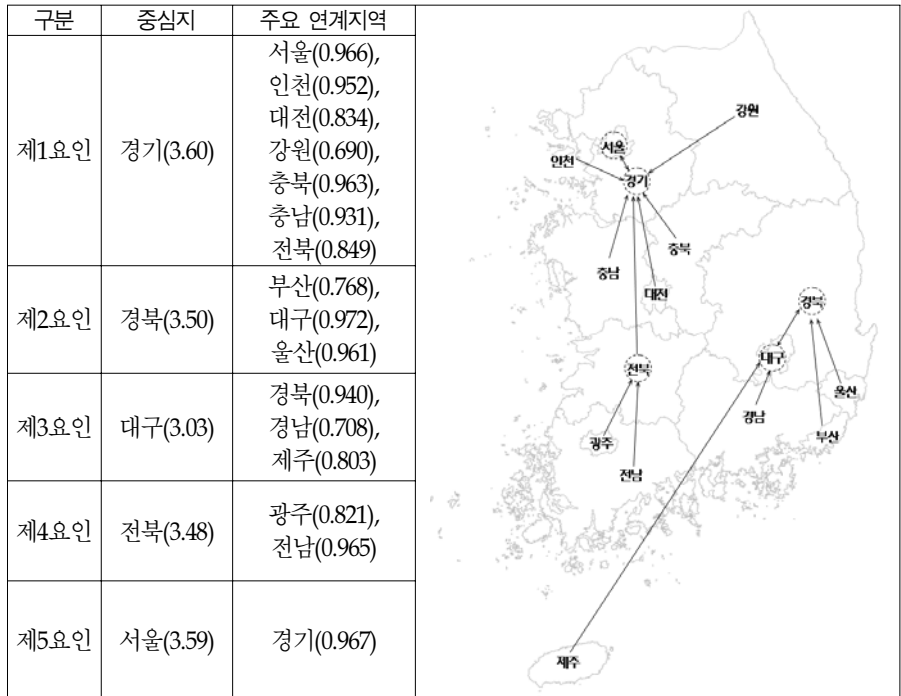 구분 중심지 주요 연계지역
제1요인 경기(3.60) 서울(0.966),
인천(0.952),
대전(0.834),
강원(0.690),
충북(0.963),
충남(0.931),
전북(0.849)
제2요인 경북(3.50) 부산(0.768),
대구(0.972),
울산(0.961)
제3요인 대구(3.03) 경북(0.940),
경남(0.708),
제주(0.803)
제4요인 전북(3.48) 광주(0.821),
전남(0.965)
제5요인 서울(3.59) 경기(0.967)
강원
서울
인천
경기
충북
충남
대전
경북
대구
전북
울산
경남
부산
광주
전남
제주